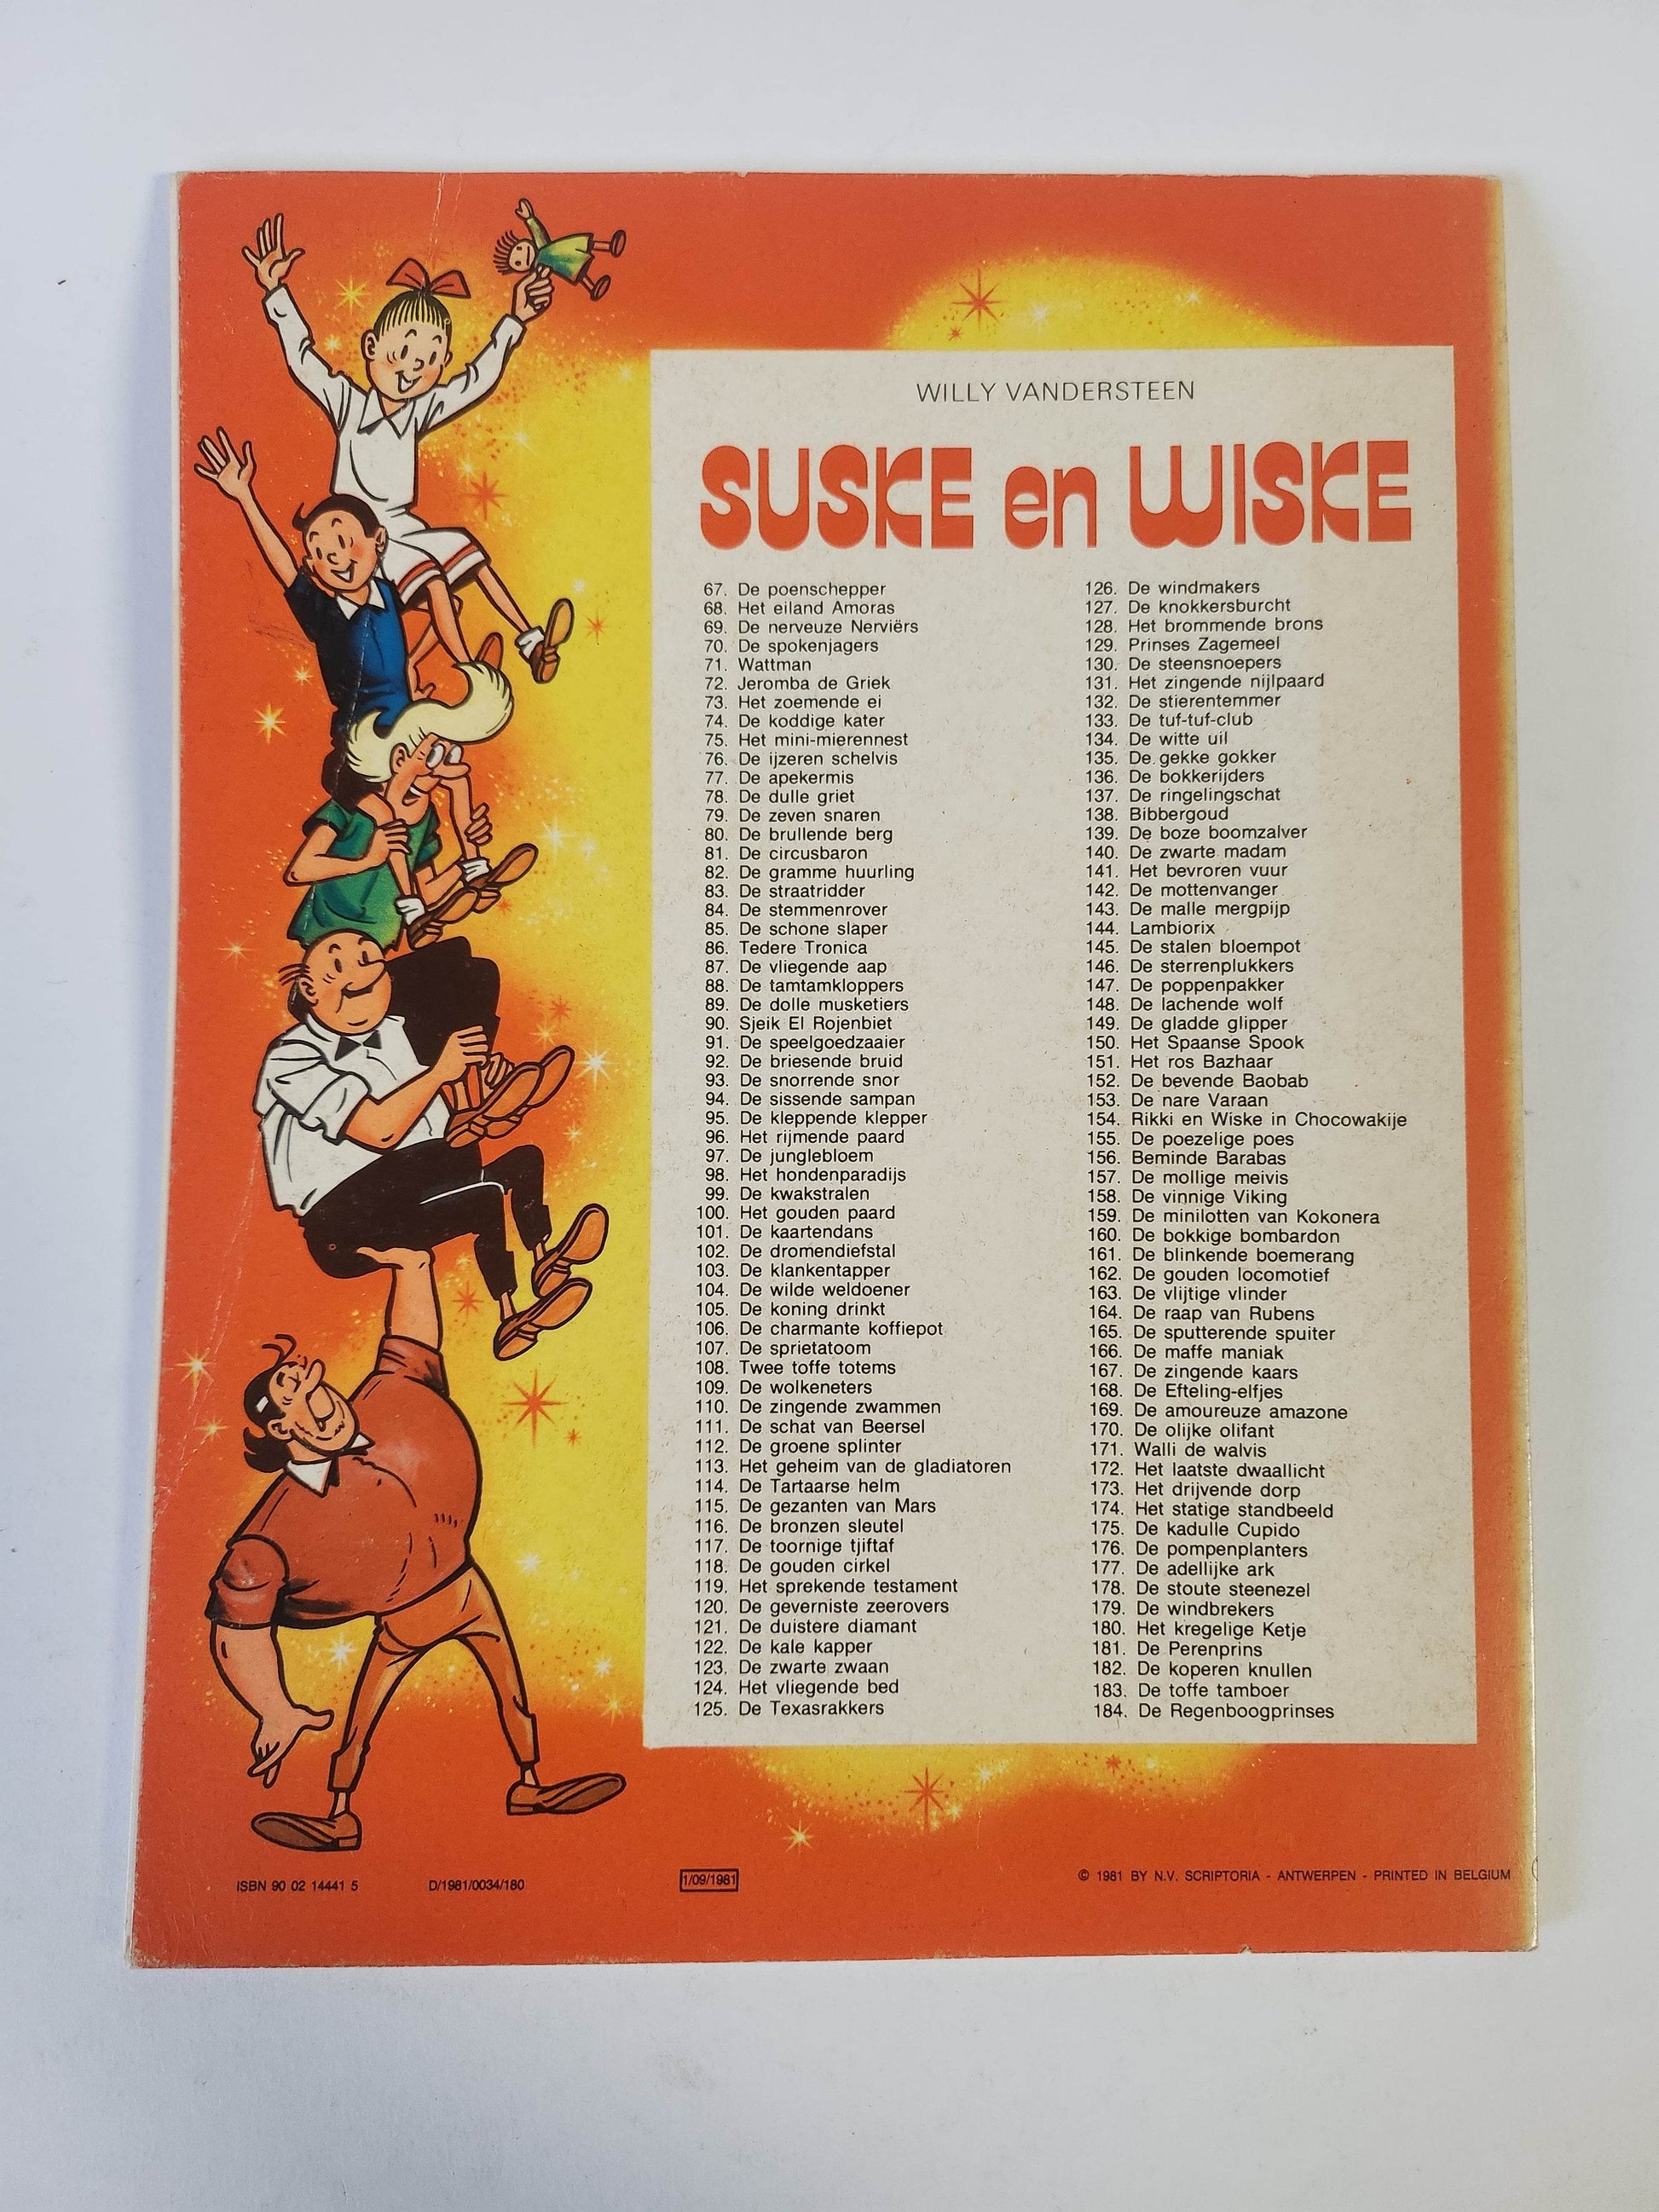 WILLY VANDERSTEEN
SUSKE en WISKE
67. De poenschepper
68. Het eiland Amoras
69. De nerveuze Nerviërs
70. De spokenjagers
71. Wattman
72. Jeromba de Griek
73. Het zoemende ei
74. De koddige kater
75. Het mini-mierennest
76. De ijzeren schelvis
77. De apekermis
78. De dulle griet
79. De zeven snaren
80. De brullende berg
81. De circusbaron
82. De gramme huurling
83. De straatridder
84. De stemmenrover
85. De schone slaper
86. Tedere Tronica
87. De vliegende aap
88. De tamtamkloppers
89. De dolle musketiers
90. Sjeik El Rojenbiet
91. De speelgoedzaaier
92. De briesende bruid
93. De snorrende snor
94. De sissende sampan
95. De kleppende klepper
96. Het rijmende paard
97. De junglebloem
98. Het hondenparadijs
99. De kwakstralen
100. Het gouden paard
101. De kaartendans
102. De dromendiefstal
103. De klankentapper
104. De wilde weldoener
105. De koning drinkt
106. De charmante koffiepot
107. De sprietatoom
108. Twee toffe totems
109. De wolkeneters
110. De zingende zwammen
111. De schat van Beersel
112. De groene splinter
113. Het geheim van de gladiatoren
114. De Tartaarse helm
115. De gezanten van Mars
116. De bronzen sleutel
117. De toornige tjiftaf
118. De gouden cirkel
119. Het sprekende testament
120. De geverniste zeerovers
121. De duistere diamant
122. De kale kapper
123. De zwarte zwaan
124. Het vliegende bed
125. De Texasrakkers
126. De windmakers
127. De knokkersburcht
128. Het brommende brons
129. Prinses Zagemeel
130. De steensnoepers
131. Het zingende nijlpaard
132. De stierentemmer
133. De tuf-tuf-club
134. De witte uil
135. De gekke gokker
136. De bokkerijders
137. De ringelingschat
138. Bibbergoud
139. De boze boomzalver
140. De zwarte madam
141. Het bevroren vuur
142. De mottenvanger
143. De malle mergpijp
144. Lambiorix
145. De stalen bloempot
146. De sterrenplukkers
147. De poppenpakker
148. De lachende wolf
149. De gladde glipper
150. Het Spaanse Spook
151. Het ros Bazhaar
152. De bevende Baobab
153. De nare Varaan
154. Rikki en Wiske in Chocowakije
155. De poezelige poes
156. Beminde Barabas
157. De mollige meivis
158. De vinnige Viking
159. De minilotten van Kokonera
160. De bokkige bombardon
161. De blinkende boemerang
162. De gouden locomotief
163. De vlijtige vlinder
164. De raap van Rubens
165. De sputterende spuiter
166. De maffe maniak
167. De zingende kaars
168. De Efteling-elfjes
169. De amoureuze amazone
170. De olijke olifant
171. Walli de walvis
172. Het laatste dwaallicht
173. Het drijvende dorp
174. Het statige standbeeld
175. De kadulle Cupido
176. De pompenplanters
177. De adellijke ark
178. De stoute steenezel
179. De windbrekers
180. Het kregelige Ketje
181. De Perenprins
182. De koperen knullen
183. De toffe tamboer
184. De Regenboogprinses
ISBN 90 02 14441 5
D/1981/0034/180
1/09/1981
© 1981 BY N.V. SCRIPTORIA - ANTWERPEN - PRINTED IN BELGIUM